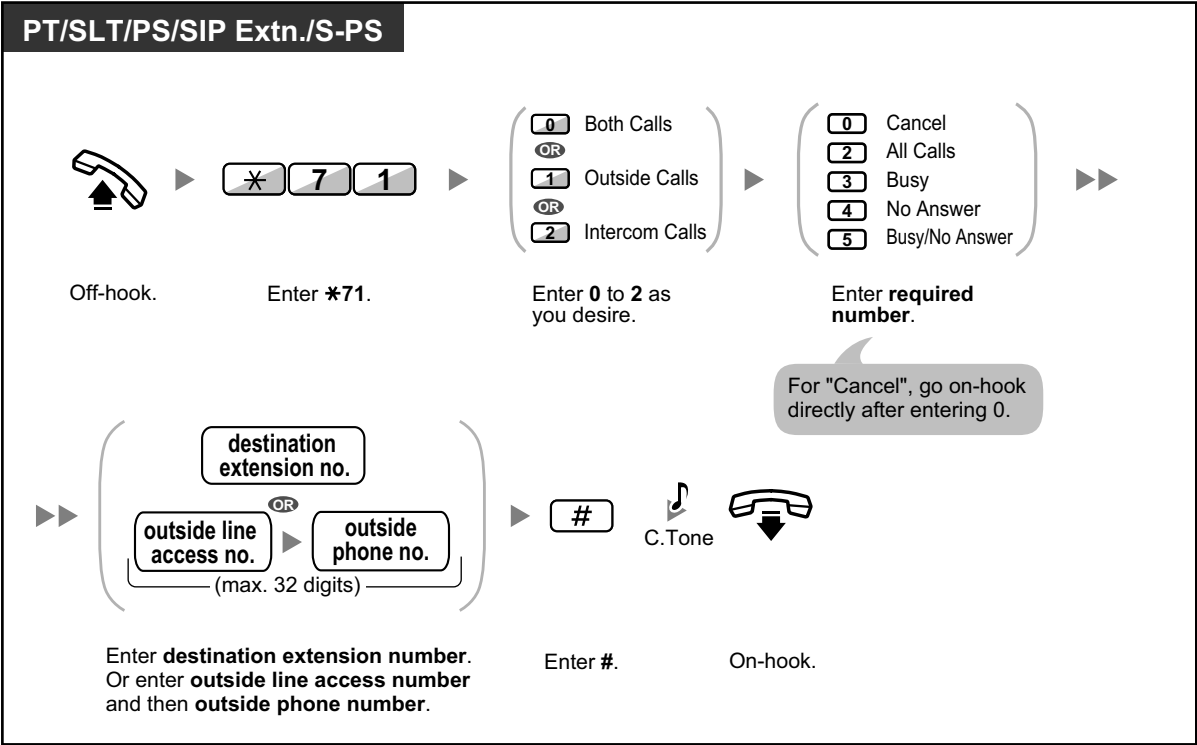 PT/SLT/PS/SIP Extn./S-PS
0 Both Calls
OR
1 Outside Calls
OR
2 Intercom Calls
0 Cancel
2 All Calls
3 Busy
4 No Answer
5 Busy/No Answer
* 7 1
Off-hook.
Enter *71.
Enter 0 to 2 as
you desire.
Enter required
number.
For "Cancel", go on-hook
directly after entering 0.
destination
extension no.
OR
outside line
access no.
outside
phone no.
(max. 32 digits)
#
C.Tone
Enter destination extension number.
Or enter outside line access number
and then outside phone number.
Enter #.
On-hook.